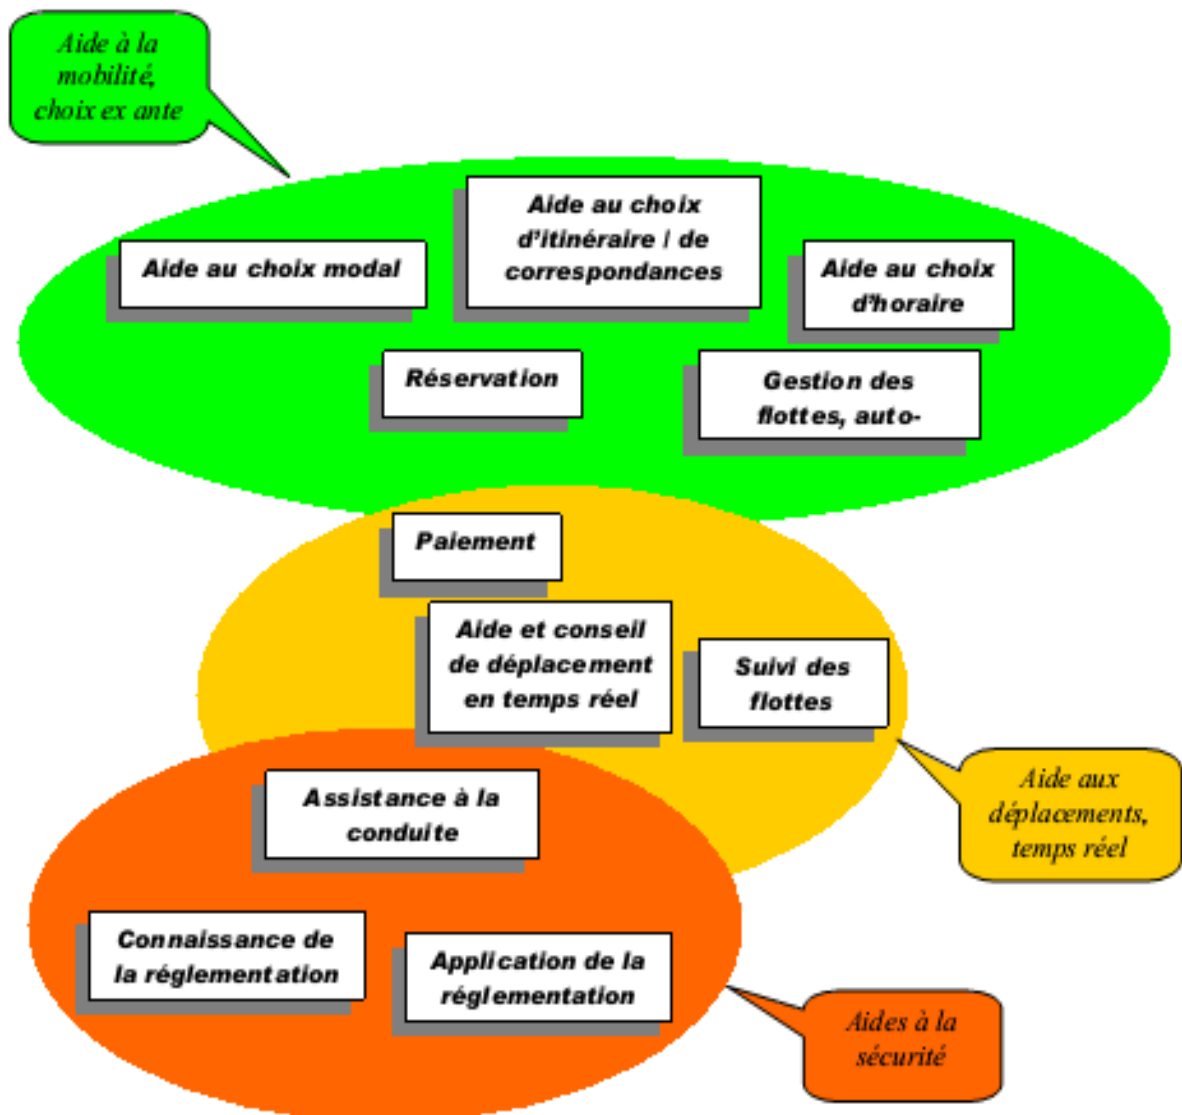 Aide à la
mobilité,
choix ex ante
Aide au choix
d'itinéraire / de
correspondances
Aide au choix modal
Aide au choix
d'horaire
Réservation
Gestion des
flottes, auto-
Paiement
Aide et conseil
de déplacement
en temps réel
Suivi des
flottes
Aide aux
déplacements,
temps réel
Assistance à la
conduite
Connaissance de
la réglementation
Application de la
réglementation
Aides à la
sécurité